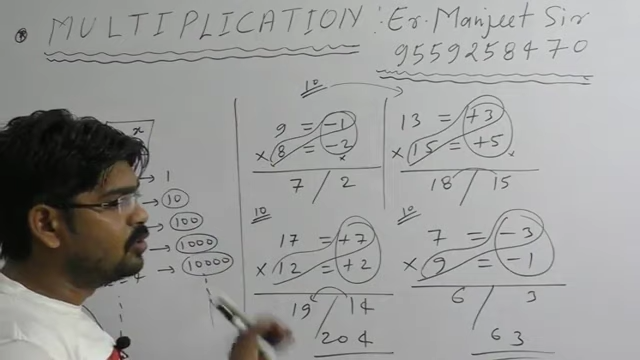 * MULTIPLICATION : Er. Manjeet Sir
9559258470
x
→ 1
→ 10
→ 100
→ 1000
→ 10000
10
9 = -1
× 8 = -2
7 / 2
13 = +3
× 15 = +5
18 / 15
10
17 = +7
× 12 = +2
19 / 14
204
10
7 = -3
× 9 = -1
6 / 3
63